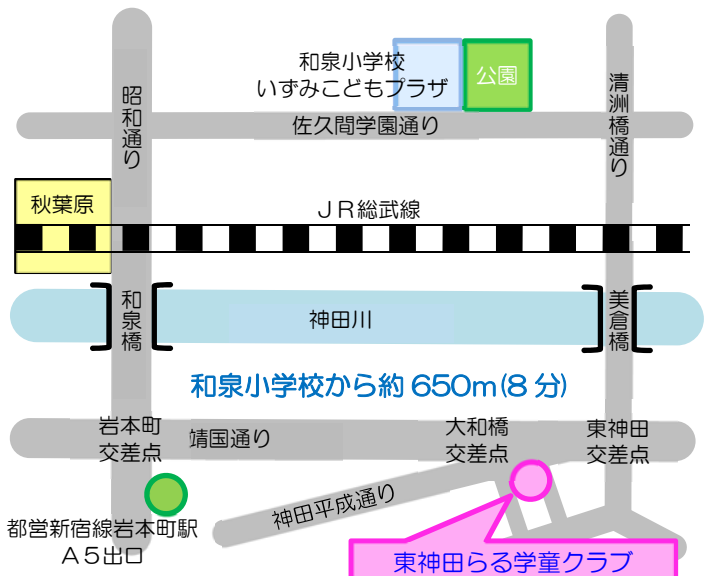 和泉小学校
いずみこどもプラザ
公園
昭和通り
清洲橋通り
佐久間学園通り
秋葉原
ＪＲ総武線
和泉橋
神田川
美倉橋
和泉小学校から約 650m(8 分)
岩本町
交差点
靖国通り
大和橋
交差点
東神田
交差点
神田平成通り
都営新宿線岩本町駅
Ａ５出口
東神田らる学童クラブ